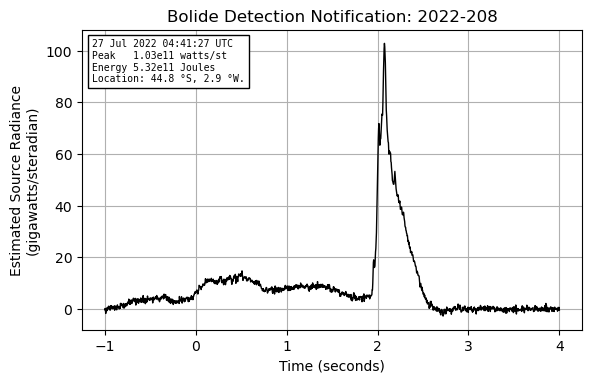 Bolide Detection Notification: 2022-208
27 Jul 2022 04:41:27 UTC
Peak   1.03e11 watts/st
Energy 5.32e11 Joules
Location: 44.8 °S, 2.9 °W.
Estimated Source Radiance
(gigawatts/steradian)
100
80
60
40
20
0
−1 0 1 2 3 4
Time (seconds)